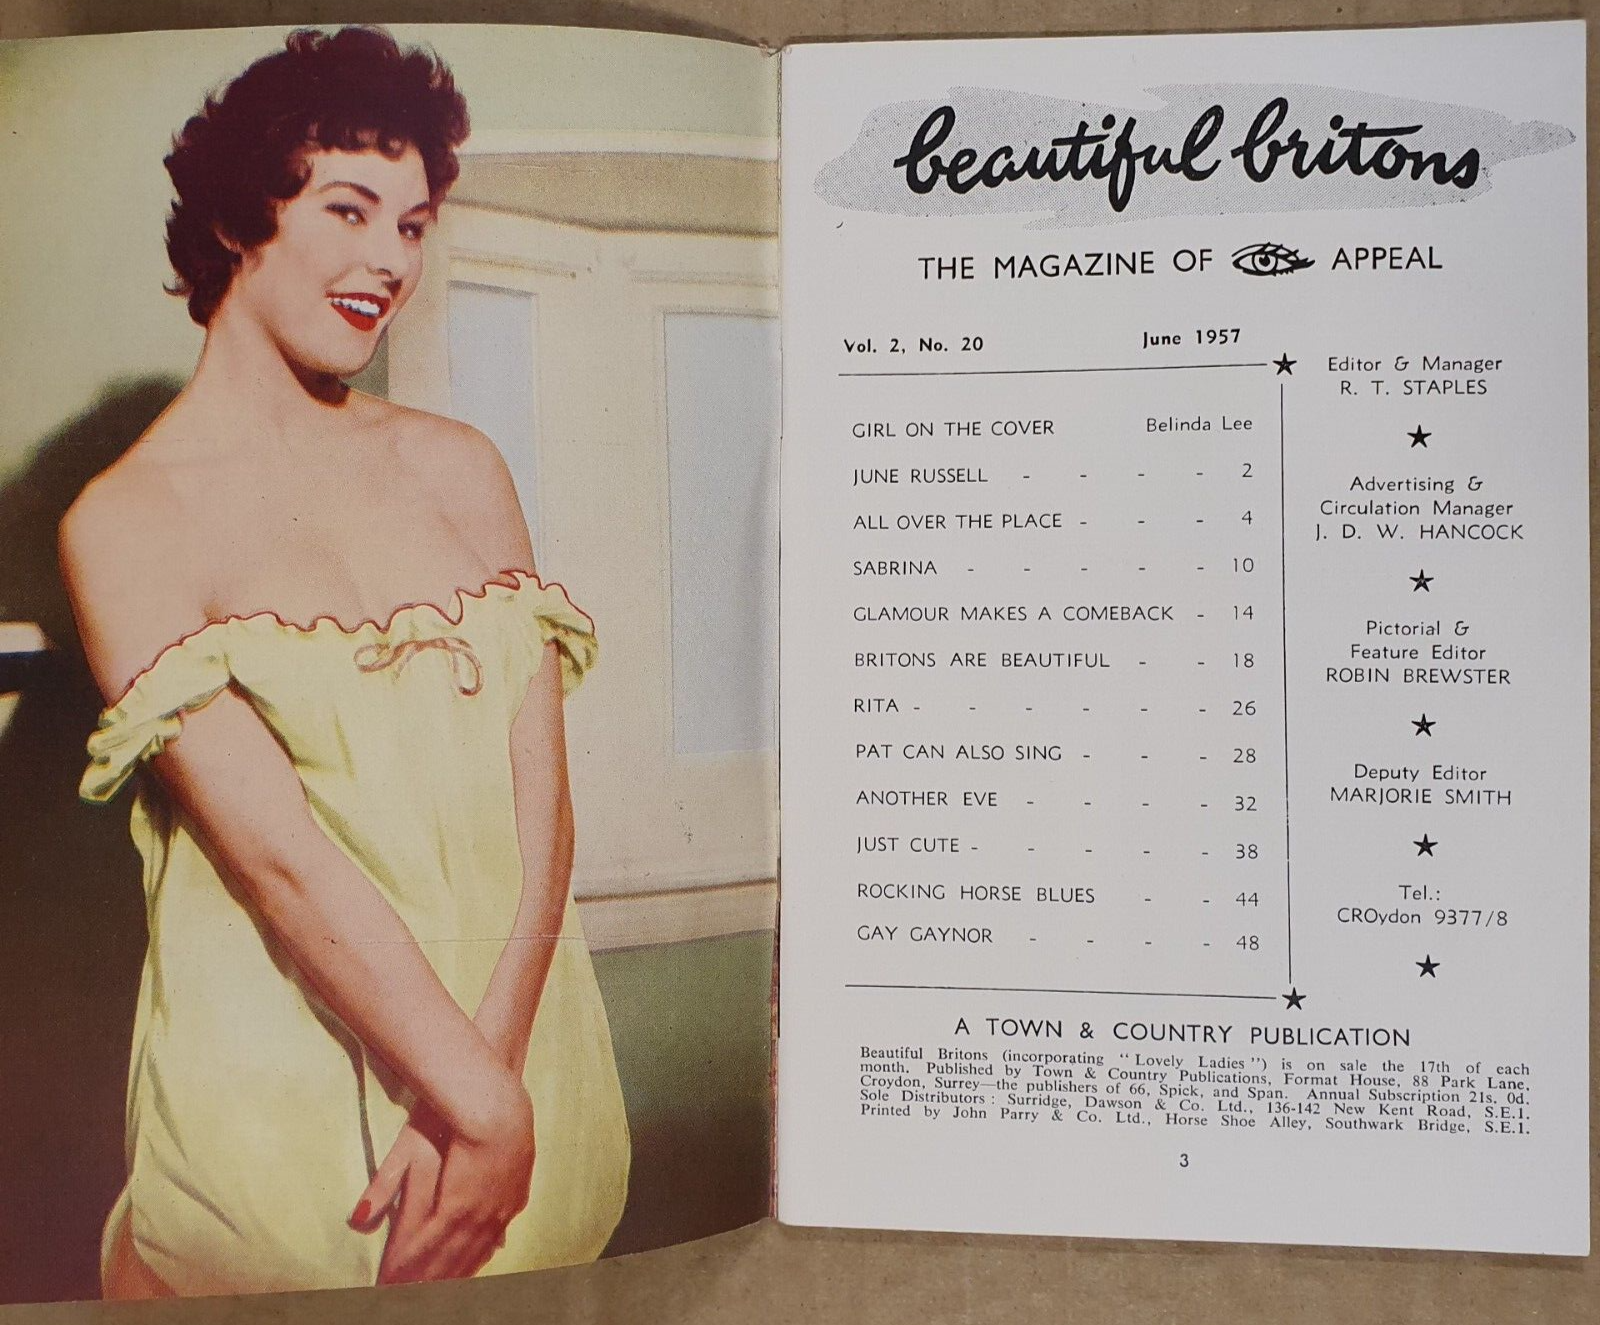 beautiful britons
THE MAGAZINE OF APPEAL
Vol. 2, No. 20 June 1957
GIRL ON THE COVER Belinda Lee
JUNE RUSSELL - - - - 2
ALL OVER THE PLACE - - - 4
SABRINA - - - - - 10
GLAMOUR MAKES A COMEBACK - 14
BRITONS ARE BEAUTIFUL - - 18
RITA - - - - - - 26
PAT CAN ALSO SING - - - 28
ANOTHER EVE - - - - 32
JUST CUTE - - - - - 38
ROCKING HORSE BLUES - - 44
GAY GAYNOR - - - - 48
Editor & Manager
R. T. STAPLES
Advertising &
Circulation Manager
J. D. W. HANCOCK
Pictorial &
Feature Editor
ROBIN BREWSTER
Deputy Editor
MARJORIE SMITH
Tel.:
CROydon 9377/8
A TOWN & COUNTRY PUBLICATION
Beautiful Britons (incorporating "Lovely Ladies") is on sale the 17th of each
month. Published by Town & Country Publications, Format House, 88 Park Lane,
Croydon, Surrey—the publishers of 66, Spick, and Span. Annual Subscription 21s. 0d.
Sole Distributors: Surridge, Dawson & Co. Ltd., 136-142 New Kent Road, S.E.1.
Printed by John Parry & Co. Ltd., Horse Shoe Alley, Southwark Bridge, S.E.1.
3